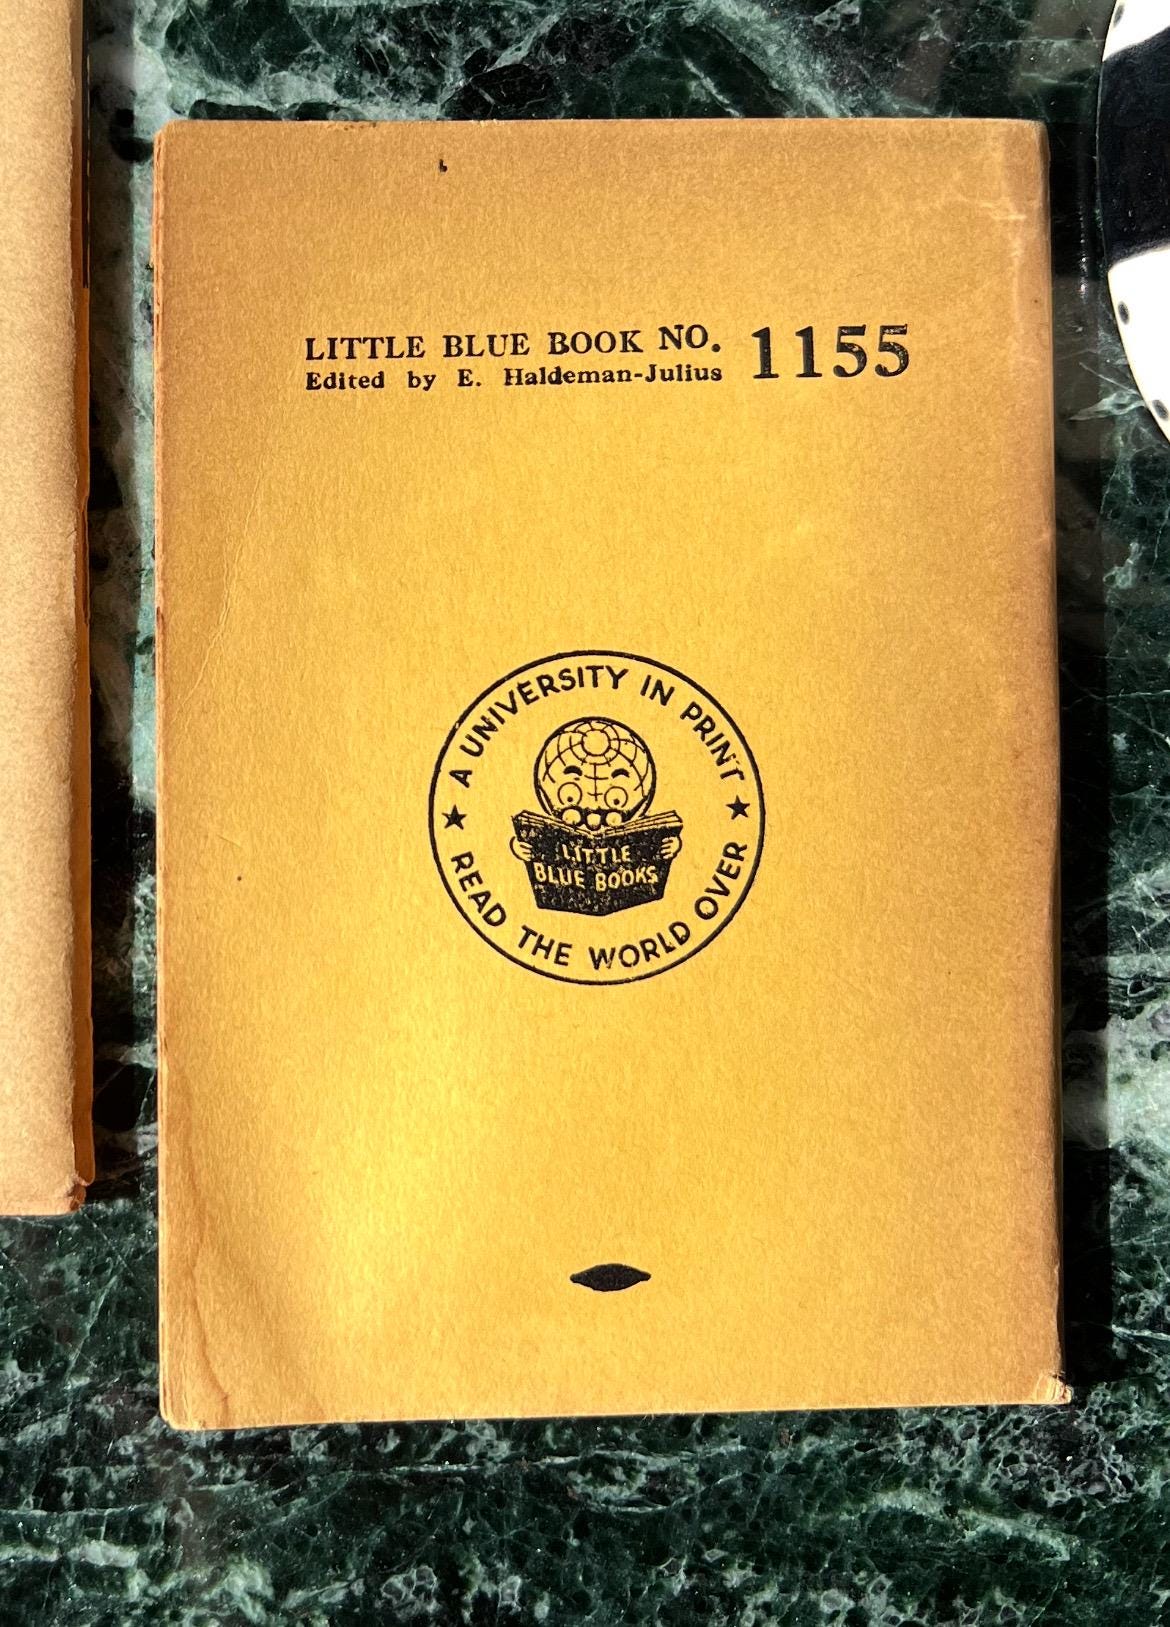 LITTLE BLUE BOOK NO. 1155
Edited by E. Haldeman-Julius
A UNIVERSITY IN PRINT
LITTLE
BLUE BOOKS
READ THE WORLD OVER